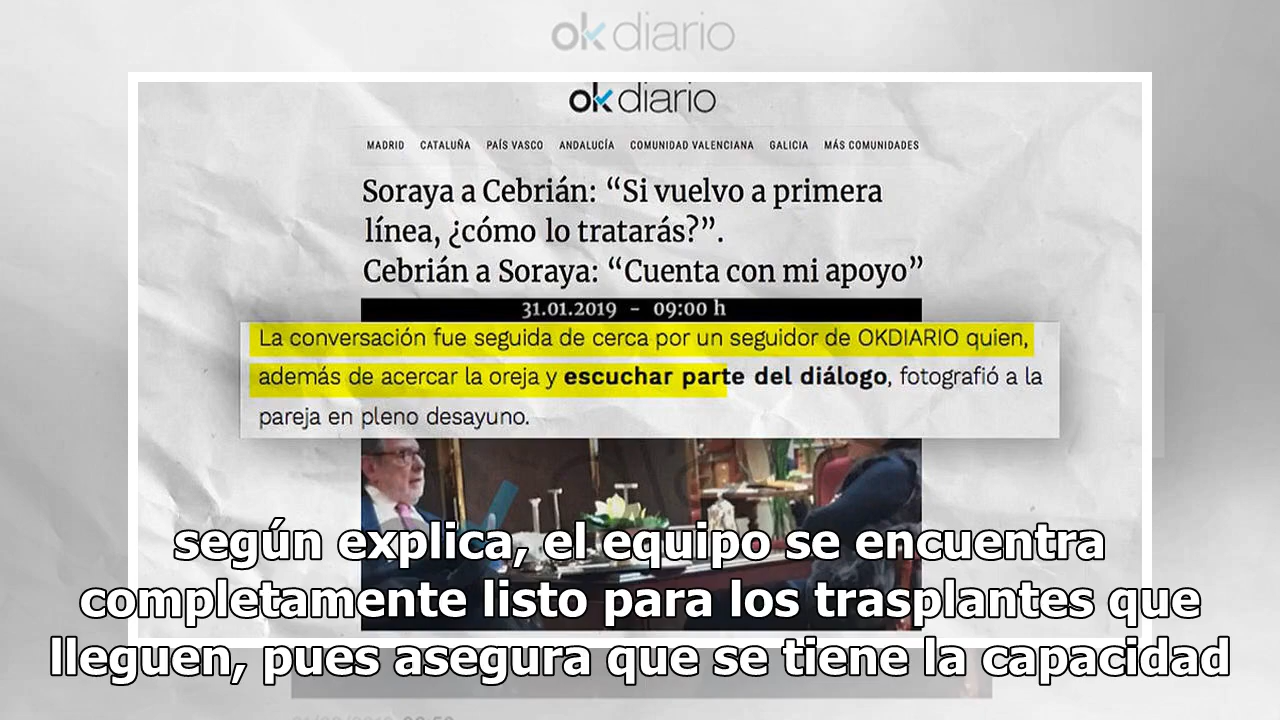 ok diario
ok diario
MADRID CATALUÑA PAÍS VASCO ANDALUCÍA COMUNIDAD VALENCIANA GALICIA MÁS COMUNIDADES
Soraya a Cebrián: “Si vuelvo a primera
línea, ¿cómo lo tratarás?”.
Cebrián a Soraya: “Cuenta con mi apoyo”
31.01.2019 - 09:00 h
La conversación fue seguida de cerca por un seguidor de OKDIARIO quien,
además de acercar la oreja y escuchar parte del diálogo, fotografió a la
pareja en pleno desayuno.
según explica, el equipo se encuentra
completamente listo para los trasplantes que
lleguen, pues asegura que se tiene la capacidad